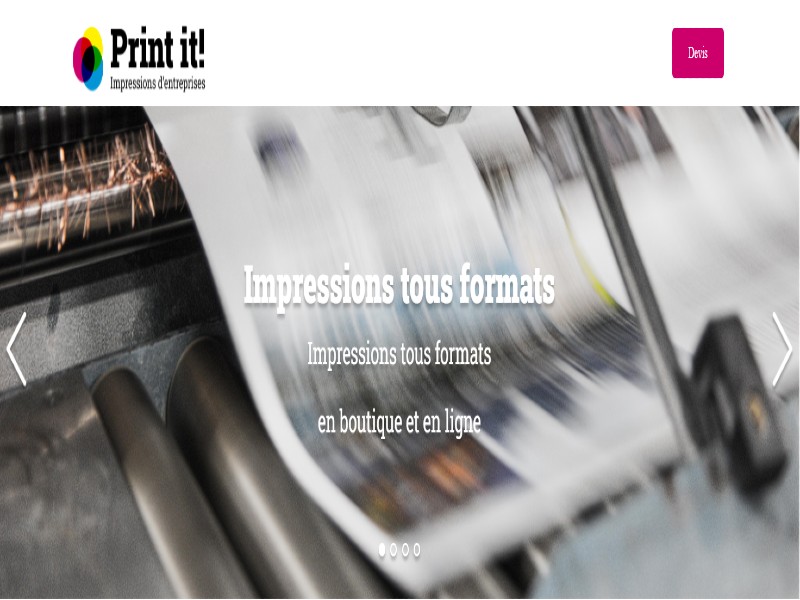 Print it!
Impressions d'entreprises
Devis
Impressions tous formats
Impressions tous formats
en boutique et en ligne